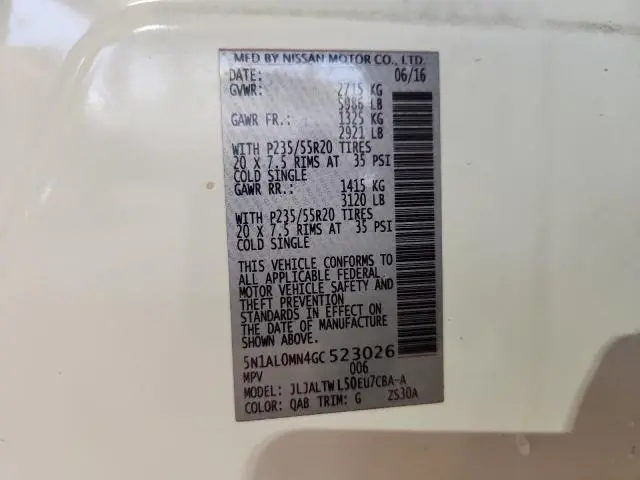 MFD BY NISSAN MOTOR CO., LTD.
DATE: 06/16
GVWR: 2715 KG
5986 LB
GAWR FR.: 1325 KG
2921 LB
WITH P235/55R20 TIRES
20 X 7.5 RIMS AT 35 PSI
COLD SINGLE
GAWR RR.: 1415 KG
3120 LB
WITH P235/55R20 TIRES
20 X 7.5 RIMS AT 35 PSI
COLD SINGLE
THIS VEHICLE CONFORMS TO
ALL APPLICABLE FEDERAL
MOTOR VEHICLE SAFETY AND
THEFT PREVENTION
STANDARDS IN EFFECT ON
THE DATE OF MANUFACTURE
SHOWN ABOVE.
5N1AL0MN4GC523026
MPV 006
MODEL: JLJALTWL50EU7CBA-A
COLOR: QAB TRIM: G ZS30A